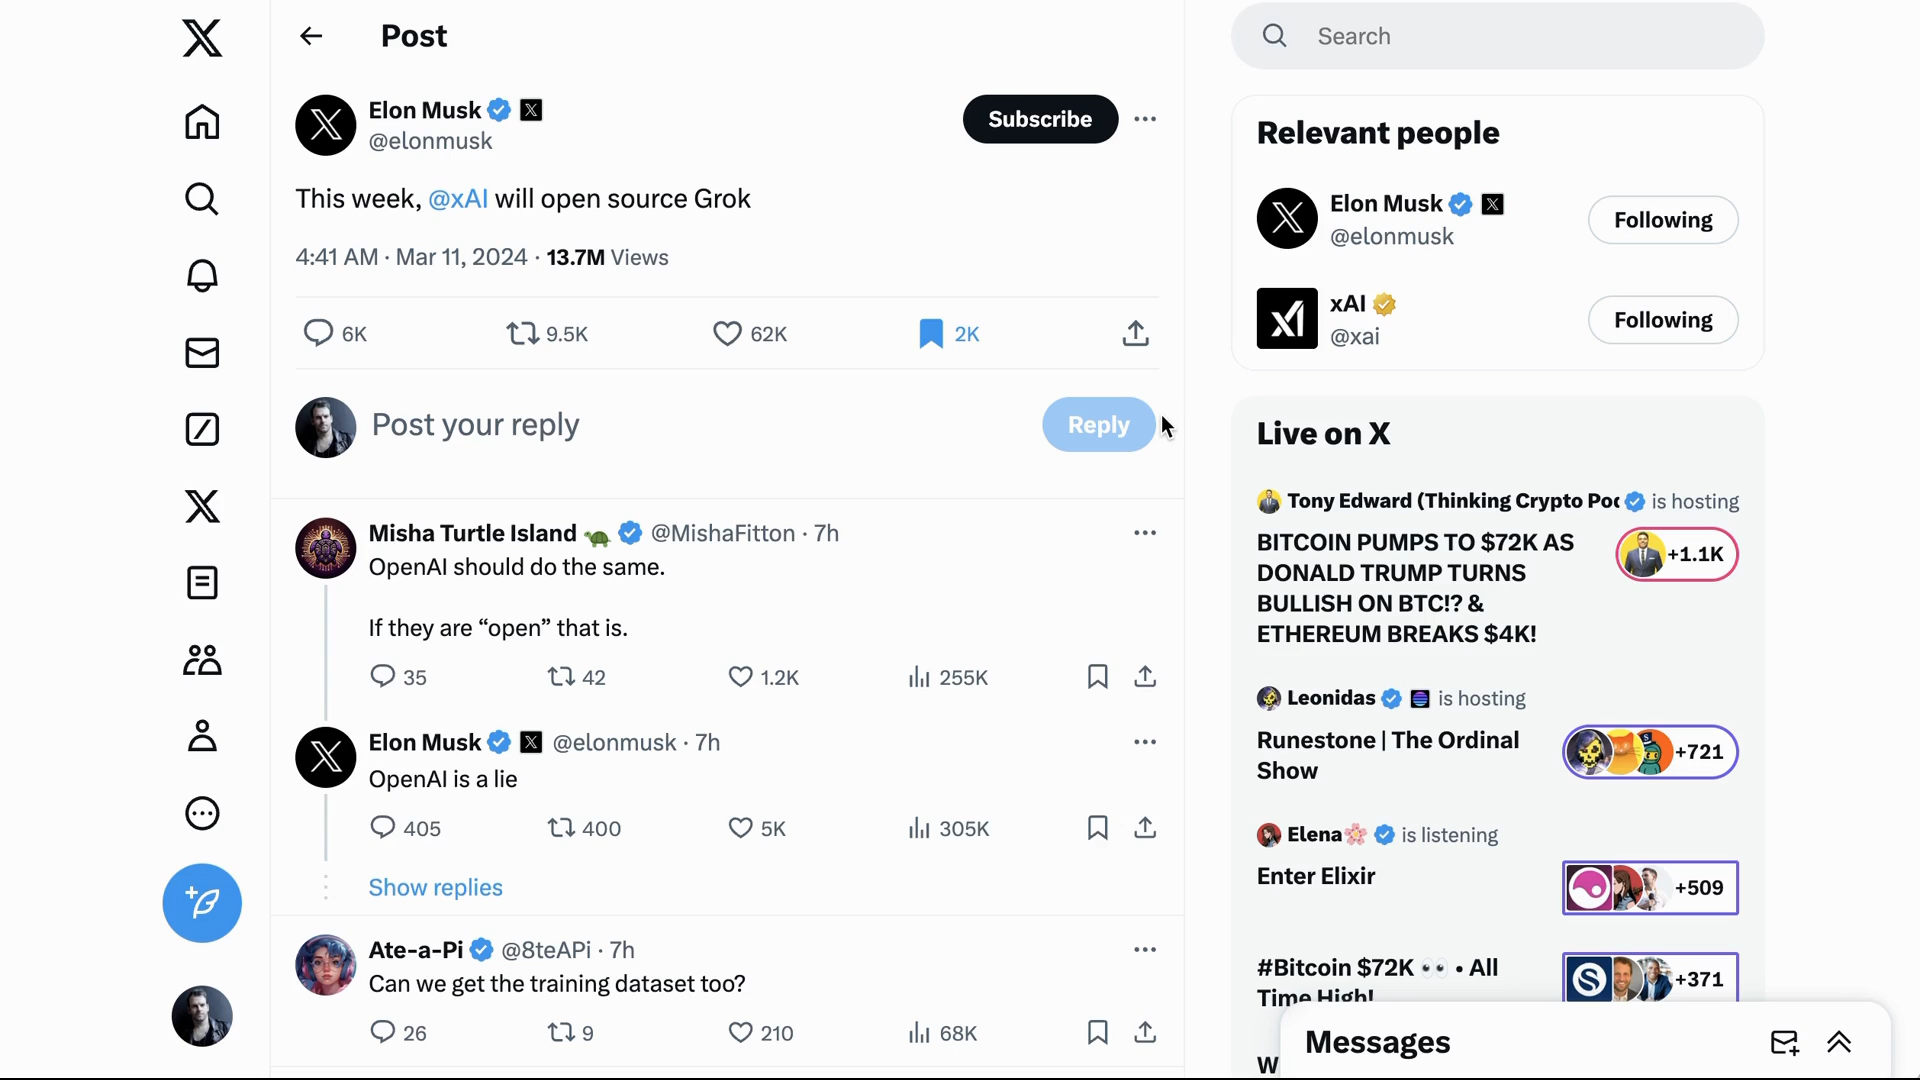 Post
Elon Musk
@elonmusk
Subscribe
This week, @xAI will open source Grok
4:41 AM · Mar 11, 2024 · 13.7M Views
6K 9.5K 62K 2K
Post your reply
Reply
Misha Turtle Island 🐢 @MishaFitton · 7h
OpenAI should do the same.
If they are “open” that is.
35 42 1.2K 255K
Elon Musk @elonmusk · 7h
OpenAI is a lie
405 400 5K 305K
Show replies
Ate-a-Pi @8teAPi · 7h
Can we get the training dataset too?
26 9 210 68K
Search
Relevant people
Elon Musk
@elonmusk
Following
xAI
@xai
Following
Live on X
Tony Edward (Thinking Crypto Poc is hosting
BITCOIN PUMPS TO $72K AS
DONALD TRUMP TURNS
BULLISH ON BTC!? &
ETHEREUM BREAKS $4K!
+1.1K
Leonidas is hosting
Runestone | The Ordinal
Show
+721
Elena🌸 is listening
Enter Elixir
+509
#Bitcoin $72K 👀 • All
Time High!
+371
W
Messages